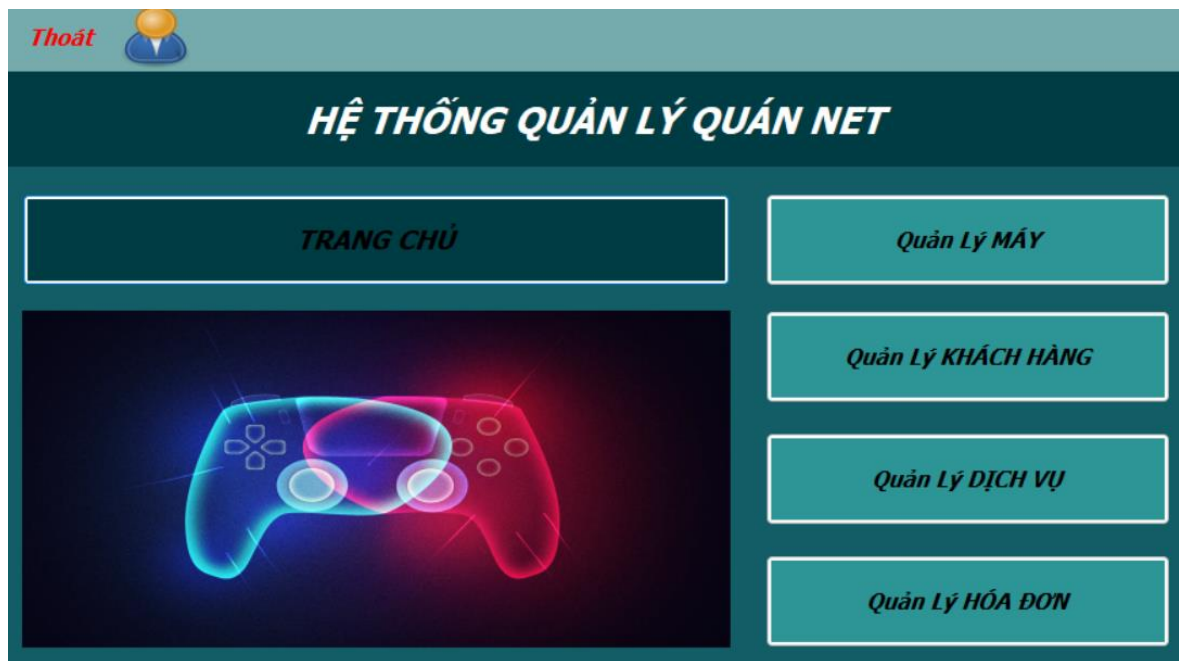 Thoát
HỆ THỐNG QUẢN LÝ QUÁN NET
TRANG CHỦ
Quản Lý MÁY
Quản Lý KHÁCH HÀNG
Quản Lý DỊCH VỤ
Quản Lý HÓA ĐƠN